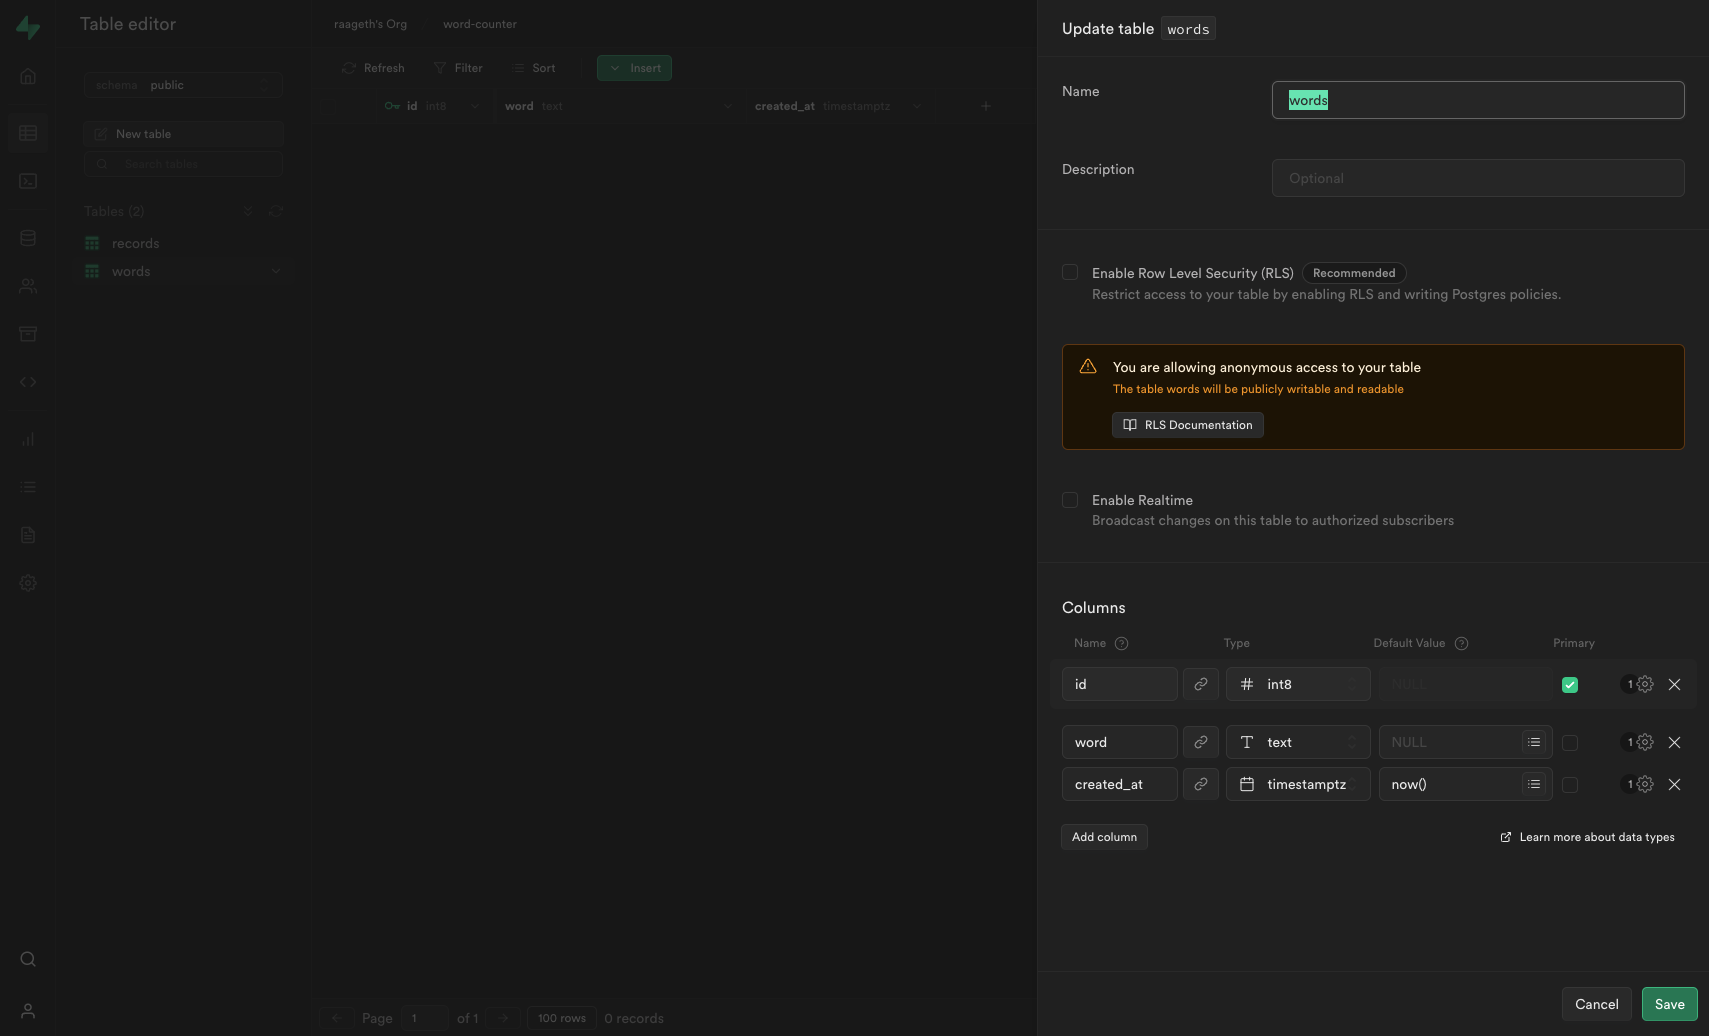 Table editor
raageth's Org
word-counter
schema public
New table
Search tables
Tables (2)
records
words
Refresh
Filter
Sort
Insert
id int8
word text
created_at timestamptz
Page
1
of 1
100 rows
0 records
Update table words
Name
words
Description
Optional
Enable Row Level Security (RLS) Recommended
Restrict access to your table by enabling RLS and writing Postgres policies.
You are allowing anonymous access to your table
The table words will be publicly writable and readable
RLS Documentation
Enable Realtime
Broadcast changes on this table to authorized subscribers
Columns
Name Type Default Value Primary
id int8 NULL 1
word text NULL 1
created_at timestamptz now() 1
Add column
Learn more about data types
Cancel
Save